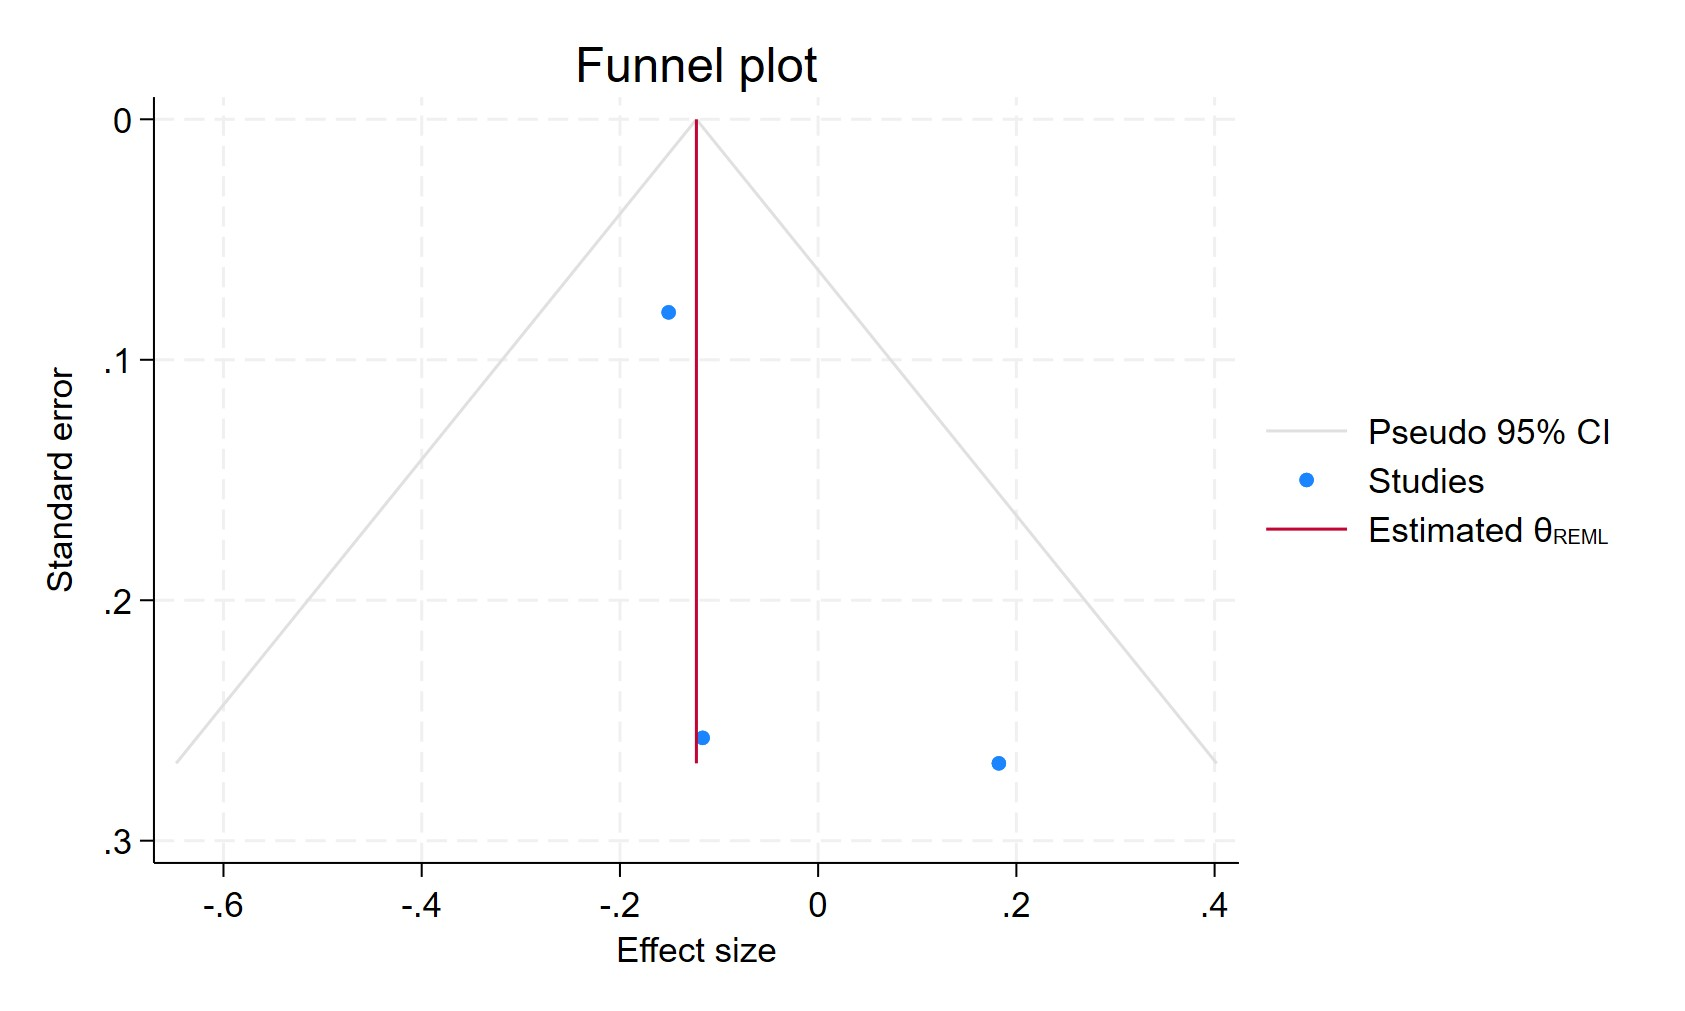 Funnel plot
0
.1
.2
.3
Standard error
-.6
-.4
-.2
0
.2
.4
Effect size
Pseudo 95% CI
Studies
Estimated θREML